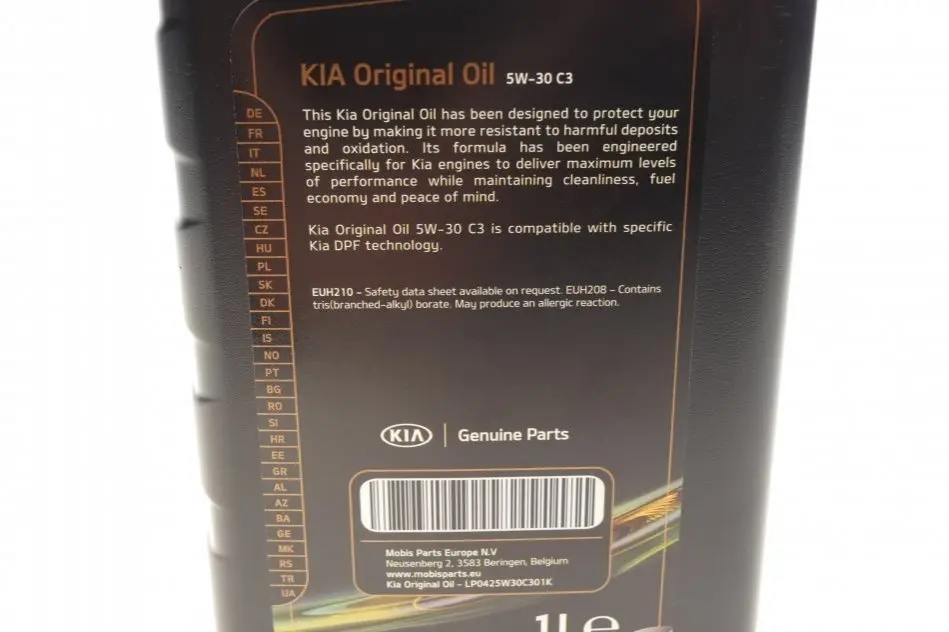 KIA Original Oil 5W-30 C3
This Kia Original Oil has been designed to protect your
engine by making it more resistant to harmful deposits
and oxidation. Its formula has been engineered
specifically for Kia engines to deliver maximum levels
of performance while maintaining cleanliness, fuel
economy and peace of mind.
Kia Original Oil 5W-30 C3 is compatible with specific
Kia DPF technology.
EUH210 - Safety data sheet available on request. EUH208 - Contains
tris(branched-alkyl) borate. May produce an allergic reaction.
DE
FR
IT
NL
ES
SE
CZ
HU
PL
SK
DK
FI
IS
NO
PT
BG
RO
SI
HR
EE
GR
AL
AZ
BA
GE
MK
RS
TR
UA
KIA Genuine Parts
Mobis Parts Europe N.V
Neusenberg 2, 3583 Beringen, Belgium
www.mobisparts.eu
Kia Original Oil - LP0425W30C301K
1L e